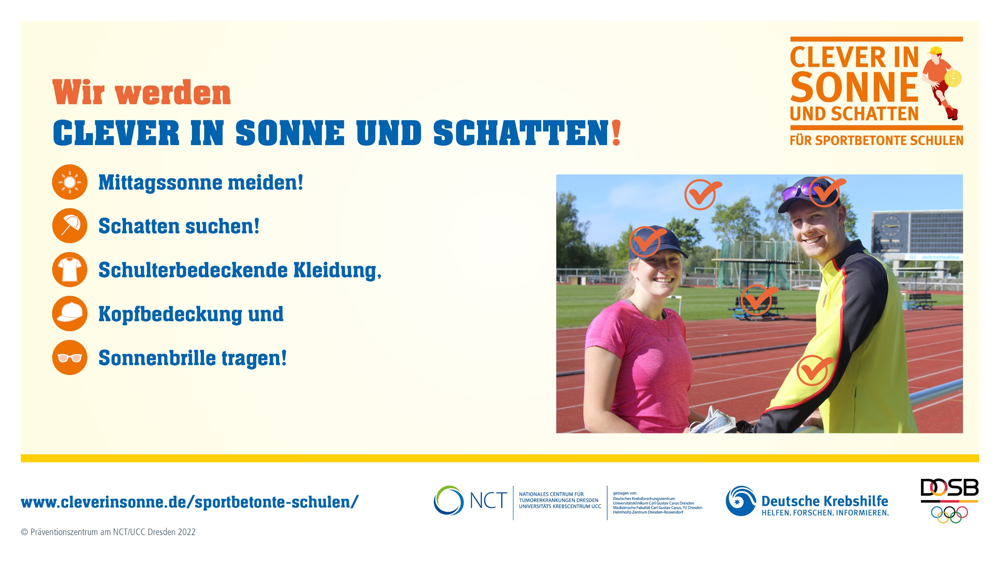 CLEVER IN
SONNE
UND SCHATTEN
FÜR SPORTBETONTE SCHULEN
Wir werden
CLEVER IN SONNE UND SCHATTEN!
Mittagssonne meiden!
Schatten suchen!
Schulterbedeckende Kleidung,
Kopfbedeckung und
Sonnenbrille tragen!
Jahnstadion
www.cleverinsonne.de/sportbetonte-schulen/
NCT
NATIONALES CENTRUM FÜR
TUMORERKRANKUNGEN DRESDEN
UNIVERSITÄTS KREBSCENTRUM UCC
getragen von:
Deutsches Krebsforschungszentrum
Universitätsklinikum Carl Gustav Carus Dresden
Medizinische Fakultät Carl Gustav Carus, TU Dresden
Helmholtz-Zentrum Dresden-Rossendorf
Deutsche Krebshilfe
HELFEN. FORSCHEN. INFORMIEREN.
DOSB
© Präventionszentrum am NCT/UCC Dresden 2022